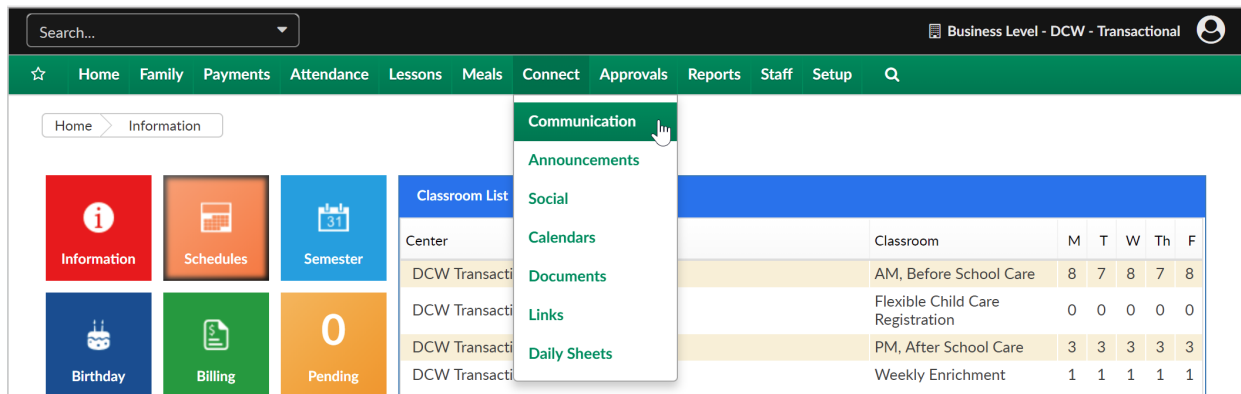 Search...
Business Level - DCW - Transactional
Home Family Payments Attendance Lessons Meals Connect Approvals Reports Staff Setup
Home Information
Communication
Announcements
Social
Calendars
Documents
Links
Daily Sheets
Information
Schedules
31
Semester
Birthday
$
Billing
0
Pending
Classroom List
Center Classroom M T W Th F
DCW Transacti AM, Before School Care 8 7 8 7 8
DCW Transacti Flexible Child Care
Registration 0 0 0 0 0
DCW Transacti PM, After School Care 3 3 3 3 3
DCW Transacti Weekly Enrichment 1 1 1 1 1